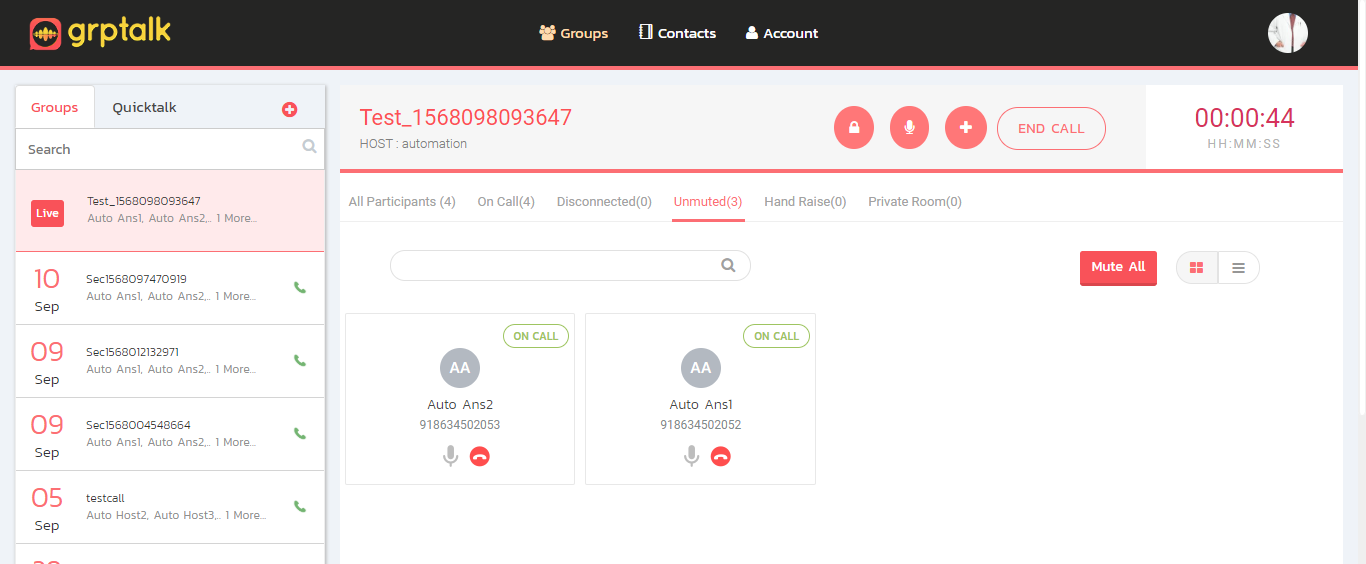 grptalk
Groups Contacts Account
Groups Quicktalk
Search
Live
Test_1568098093647
Auto Ans1, Auto Ans2,.. 1 More...
10
Sep
Sec1568097470919
Auto Ans1, Auto Ans2,.. 1 More...
09
Sep
Sec1568012132971
Auto Ans1, Auto Ans2,.. 1 More...
09
Sep
Sec1568004548664
Auto Ans1, Auto Ans2,.. 1 More...
05
Sep
testcall
Auto Host2, Auto Host3,.. 1 More...
Test_1568098093647
HOST : automation
END CALL
00:00:44
HH:MM:SS
All Participants (4) On Call(4) Disconnected(0) Unmuted(3) Hand Raise(0) Private Room(0)
Mute All
ON CALL
AA
Auto Ans2
918634502053
ON CALL
AA
Auto Ans1
918634502052